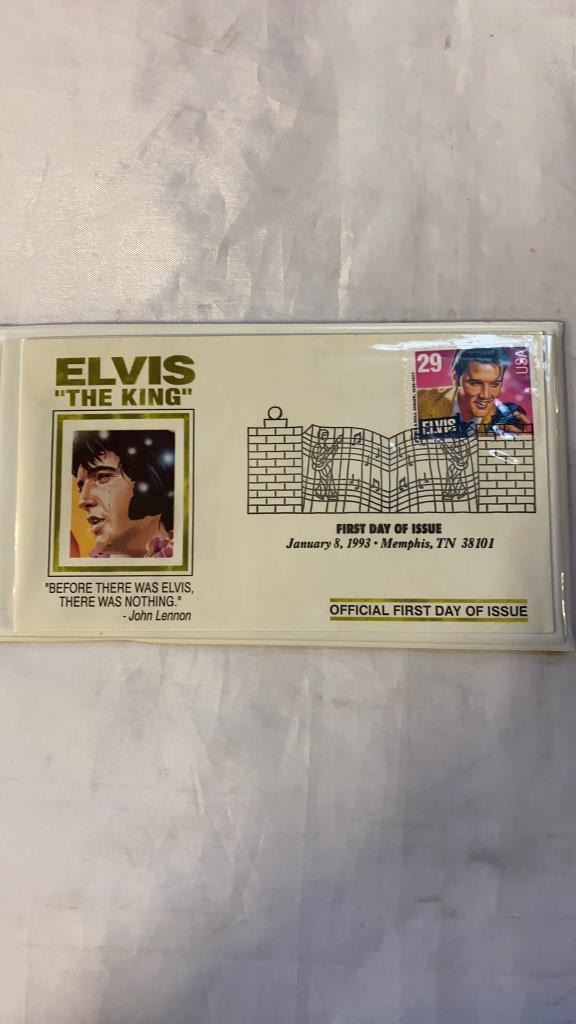 ELVIS
"THE KING"
"BEFORE THERE WAS ELVIS,
THERE WAS NOTHING."
- John Lennon
29
USA
ELVIS
FIRST DAY OF ISSUE
January 8, 1993 • Memphis, TN 38101
OFFICIAL FIRST DAY OF ISSUE